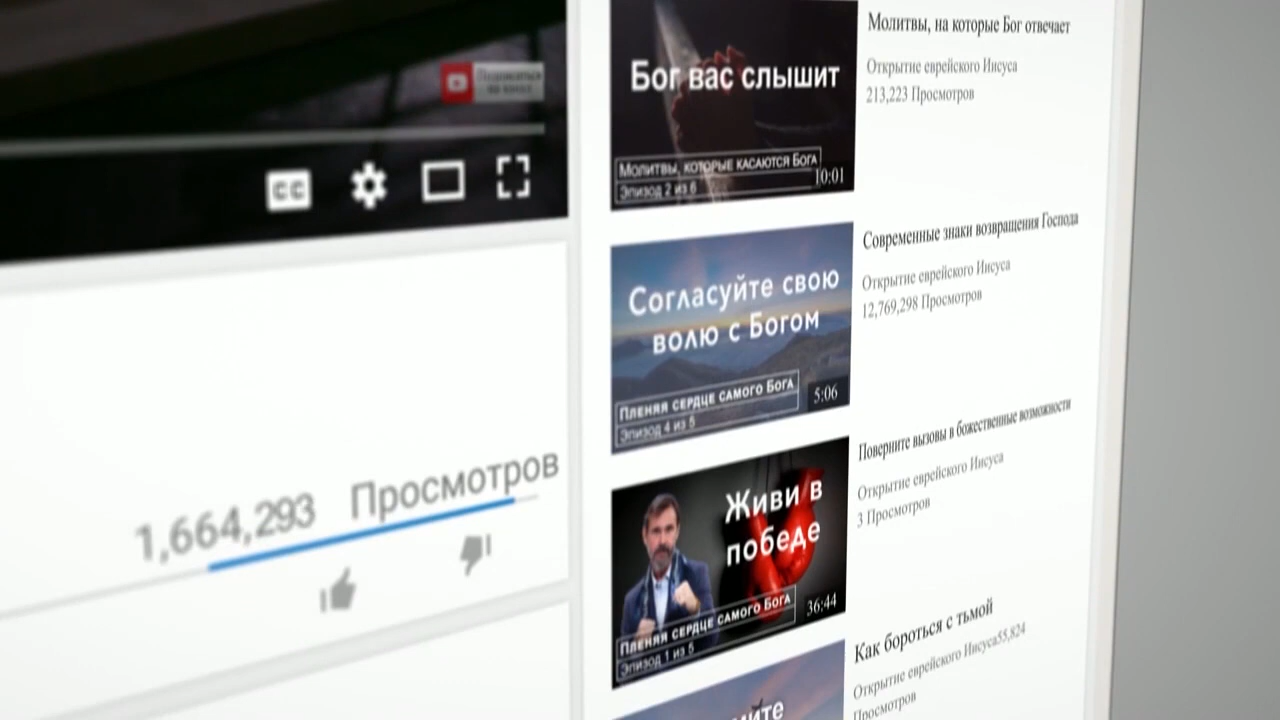 Подписаться
на канал
CC
1,664,293 Просмотров
Бог вас слышит
Молитвы, которые касаются Бога
Эпизод 2 из 6
10:01
Молитвы, на которые Бог отвечает
Открытие еврейского Иисуса
213,223 Просмотров
Согласуйте свою
волю с Богом
Пленяя сердце самого Бога
Эпизод 4 из 5
5:06
Современные знаки возвращения Господа
Открытие еврейского Иисуса
12,769,298 Просмотров
Живи в
победе
Пленяя сердце самого Бога
Эпизод 1 из 5
36:44
Поверните вызовы в божественные возможности
Открытие еврейского Иисуса
3 Просмотров
Как бороться с тьмой
Открытие еврейского Иисуса55,824
Просмотров